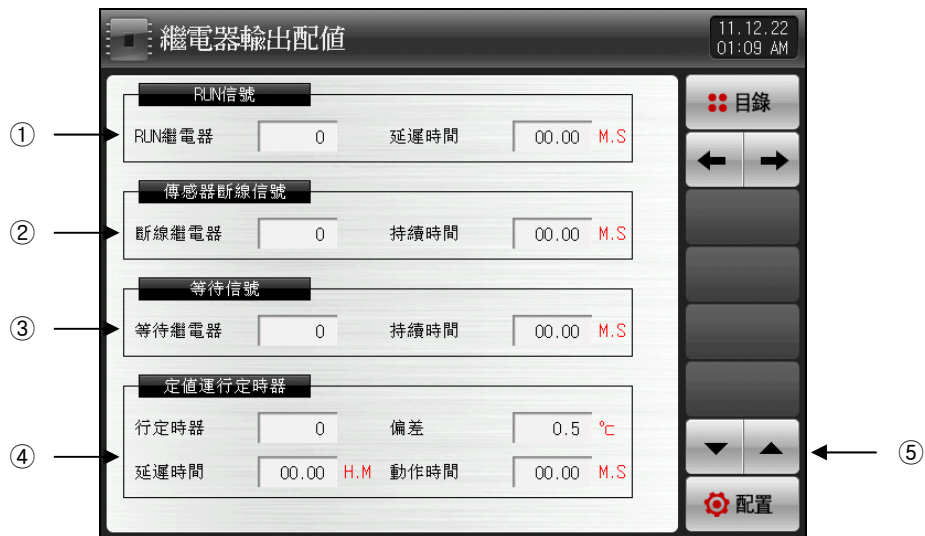 繼電器輸出配値
11.12.22
01:09 AM
RUN信號
① RUN繼電器 0 延遲時間 00.00 M.S
傳感器斷線信號
② 斷線繼電器 0 持續時間 00.00 M.S
等待信號
③ 等待繼電器 0 持續時間 00.00 M.S
定值運行定時器
行定時器 0 偏差 0.5 ℃
④
延遲時間 00.00 H.M 動作時間 00.00 M.S
目錄
⑤
配置